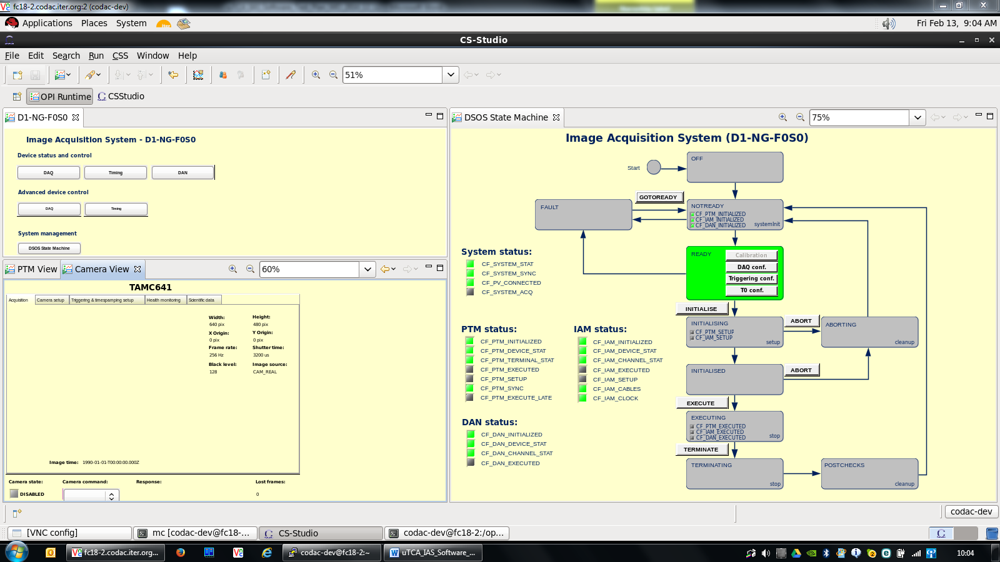 fc18-2.codac.iter.org:2 (codac-dev)
Applications Places System
Fri Feb 13, 9:04 AM
CS-Studio
File Edit Search Run CSS Window Help
51%
OPI Runtime CSStudio
D1-NG-F0S0
Image Acquisition System - D1-NG-F0S0
Device status and control
DAQ Timing DAN
Advanced device control
DAQ Timing
System management
DSOS State Machine
PTM View Camera View
60%
TAMC641
Acquisition Camera setup Triggering & timespamping setup Health monitoring Scientific data
Width: Height:
640 pix 480 pix
X Origin: Y Origin:
0 pix 0 pix
Frame rate: Shutter time:
256 Hz 3200 us
Black level: Image source:
128 CAM_REAL
Image time: 1990-01-01-T00:00:00.000Z
Camera state: Camera command: Response: Lost frames:
DISABLED 0
DSOS State Machine
75%
Image Acquisition System (D1-NG-F0S0)
Start
OFF
GOTOREADY
FAULT
NOTREADY
CF_PTM_INITIALIZED
CF_IAM_INITIALIZED
CF_DAN_INITIALIZED
systemInit
READY
Calibration
DAQ conf.
Triggering conf.
T0 conf.
System status:
CF_SYSTEM_STAT
CF_SYSTEM_SYNC
CF_PV_CONNECTED
CF_SYSTEM_ACQ
INITIALISE
INITIALISING
CF_PTM_SETUP
CF_IAM_SETUP
setup
ABORT
ABORTING
cleanup
PTM status:
CF_PTM_INITIALIZED
CF_PTM_DEVICE_STAT
CF_PTM_TERMINAL_STAT
CF_PTM_EXECUTED
CF_PTM_SETUP
CF_PTM_SYNC
CF_PTM_EXECUTE_LATE
IAM status:
CF_IAM_INITIALIZED
CF_IAM_DEVICE_STAT
CF_IAM_CHANNEL_STAT
CF_IAM_EXECUTED
CF_IAM_SETUP
CF_IAM_CABLES
CF_IAM_CLOCK
INITIALISED
ABORT
EXECUTE
EXECUTING
CF_PTM_EXECUTED
CF_IAM_EXECUTED
CF_DAN_EXECUTED
stop
DAN status:
CF_DAN_INITIALIZED
CF_DAN_DEVICE_STAT
CF_DAN_CHANNEL_STAT
CF_DAN_EXECUTED
TERMINATE
TERMINATING
stop
POSTCHECKS
cleanup
codac-dev
[VNC config] mc [codac-dev@fc18-... CS-Studio codac-dev@fc18-2:/op...
fc18-2.codac.iter.org... codac-dev@fc18-2:~ uTCA_IAS_Software_...
10:04